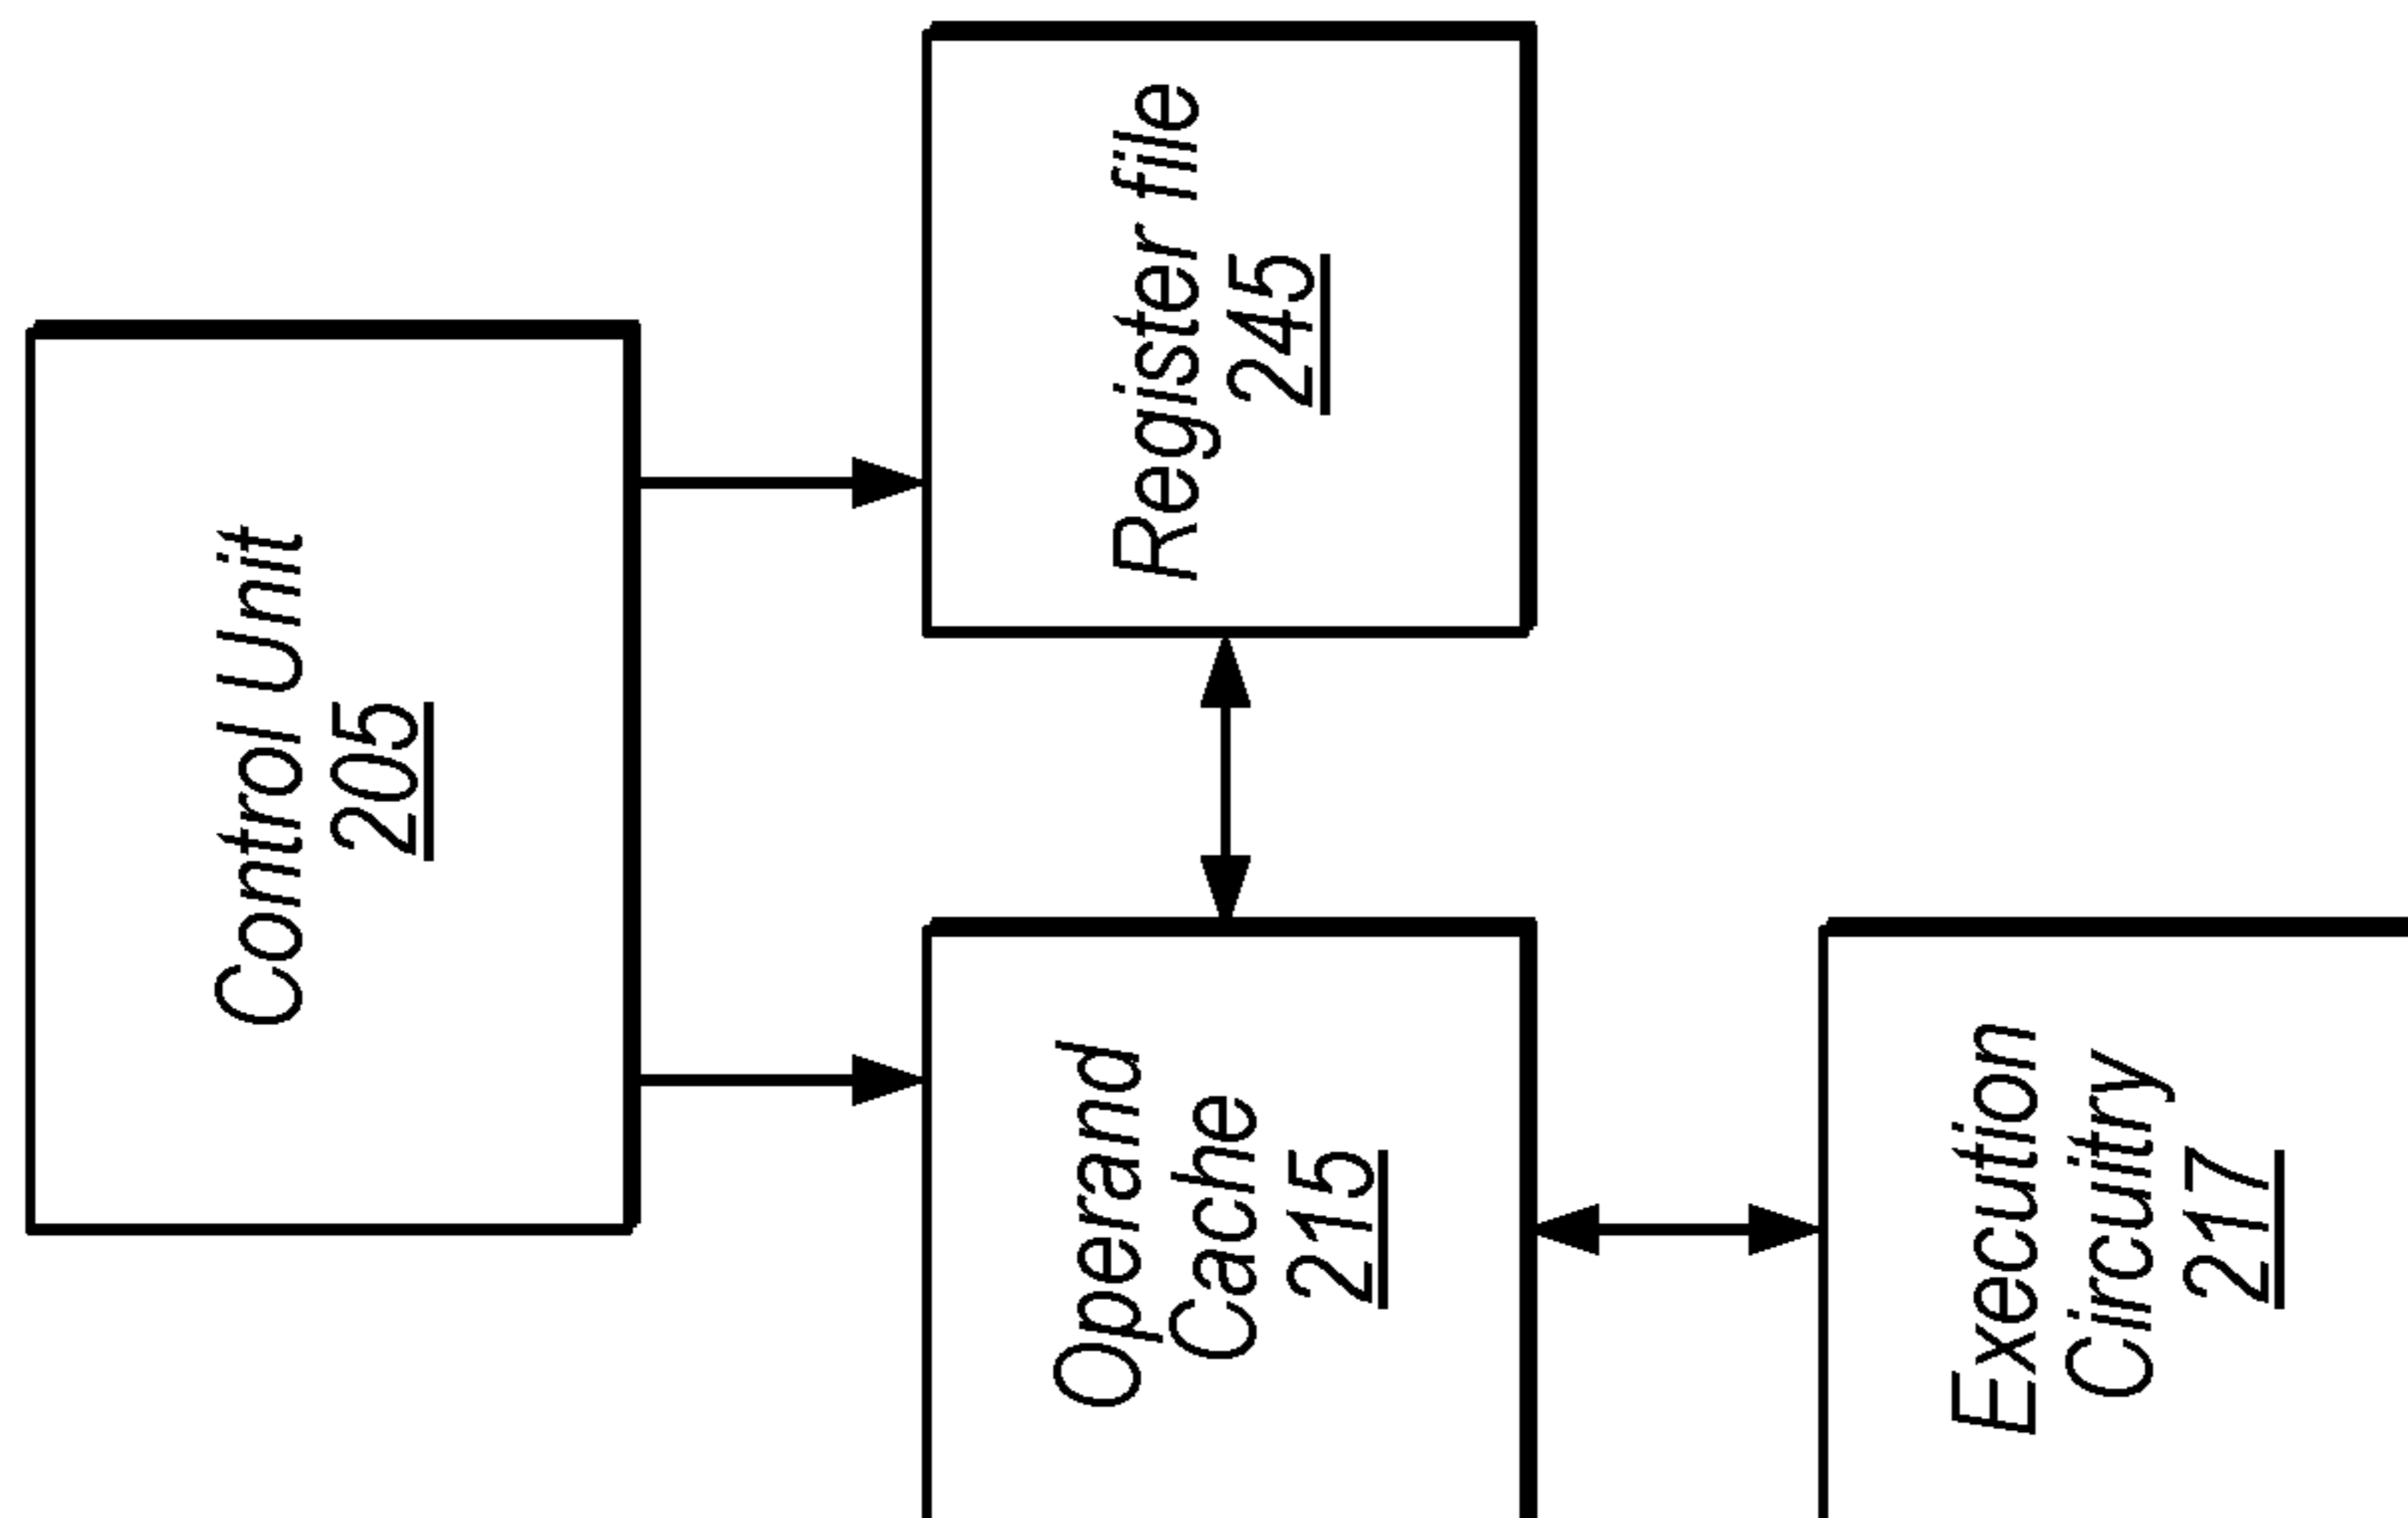 Control Unit
205
Operand
Cache
215
Register file
245
Execution
Circuitry
217